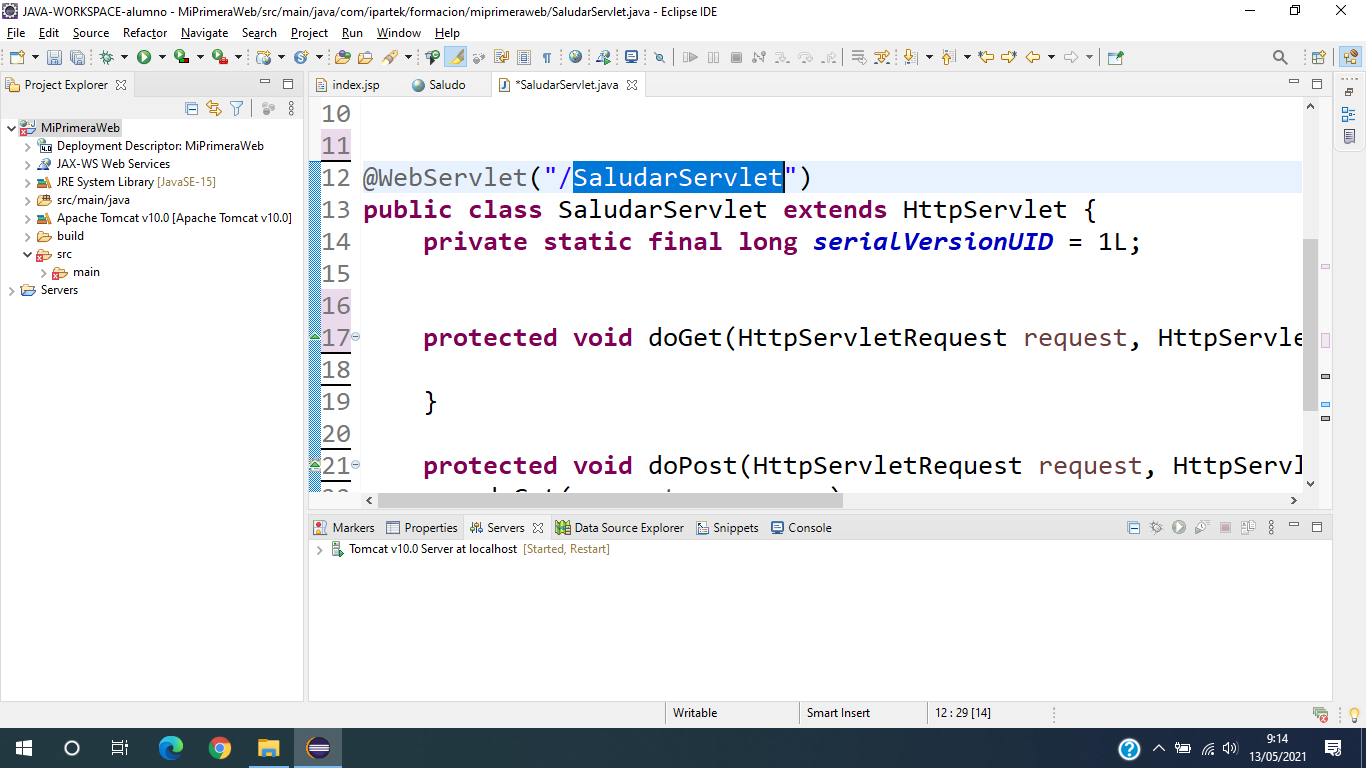 JAVA-WORKSPACE-alumno - MiPrimeraWeb/src/main/java/com/ipartek/formacion/miprimeraweb/SaludarServlet.java - Eclipse IDE
File Edit Source Refactor Navigate Search Project Run Window Help
Project Explorer
MiPrimeraWeb
Deployment Descriptor: MiPrimeraWeb
JAX-WS Web Services
JRE System Library [JavaSE-15]
src/main/java
Apache Tomcat v10.0 [Apache Tomcat v10.0]
build
src
main
Servers
index.jsp Saludo *SaludarServlet.java
10
11
12 @WebServlet("/SaludarServlet")
13 public class SaludarServlet extends HttpServlet {
14 private static final long serialVersionUID = 1L;
15
16
17 protected void doGet(HttpServletRequest request, HttpServle
18
19 }
20
21 protected void doPost(HttpServletRequest request, HttpServl
Markers Properties Servers Data Source Explorer Snippets Console
Tomcat v10.0 Server at localhost [Started, Restart]
Writable Smart Insert 12 : 29 [14]
9:14
13/05/2021